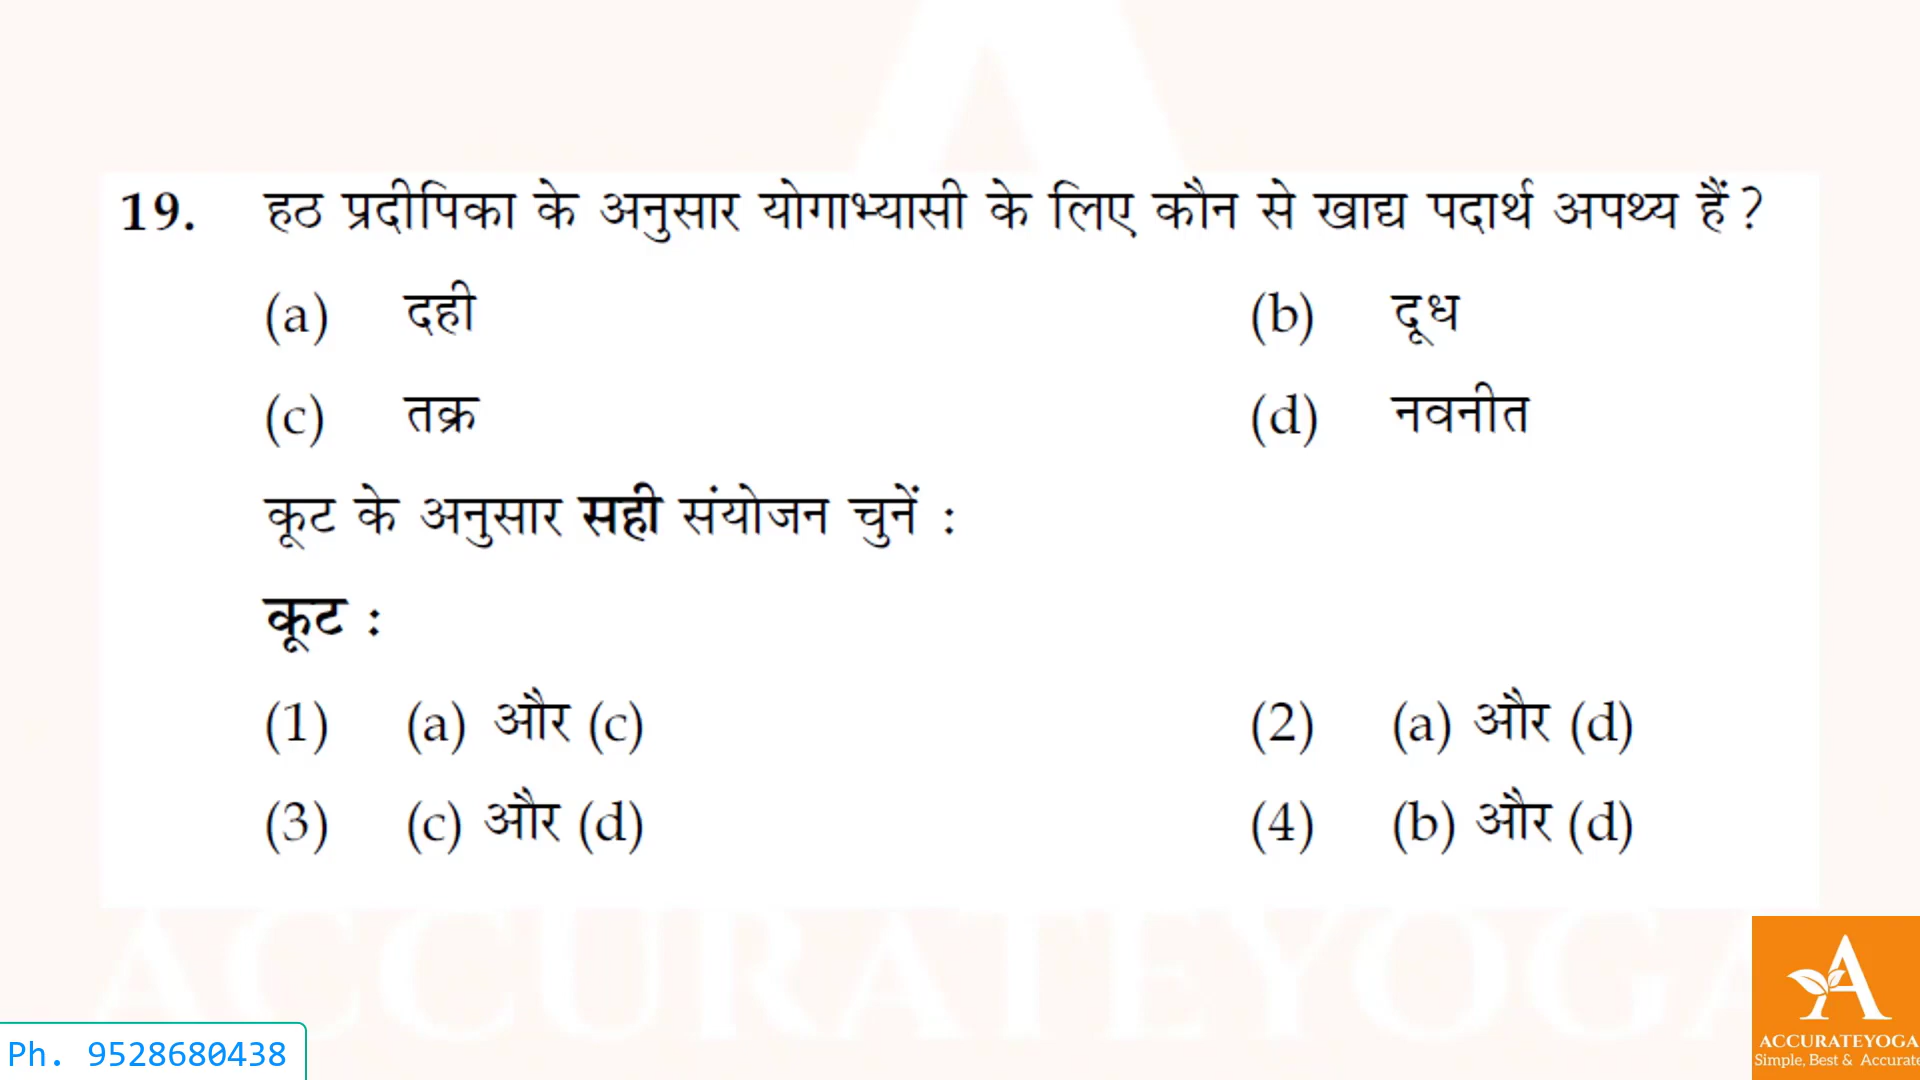 19. हठ प्रदीपिका के अनुसार योगाभ्यासी के लिए कौन से खाद्य पदार्थ अपथ्य हैं?
(a) दही (b) दूध
(c) तक्र (d) नवनीत
कूट के अनुसार सही संयोजन चुनें :
कूट :
(1) (a) और (c) (2) (a) और (d)
(3) (c) और (d) (4) (b) और (d)
ACCURATEYOGA
Ph. 9528680438
ACCURATEYOGA
Simple, Best & Accurate